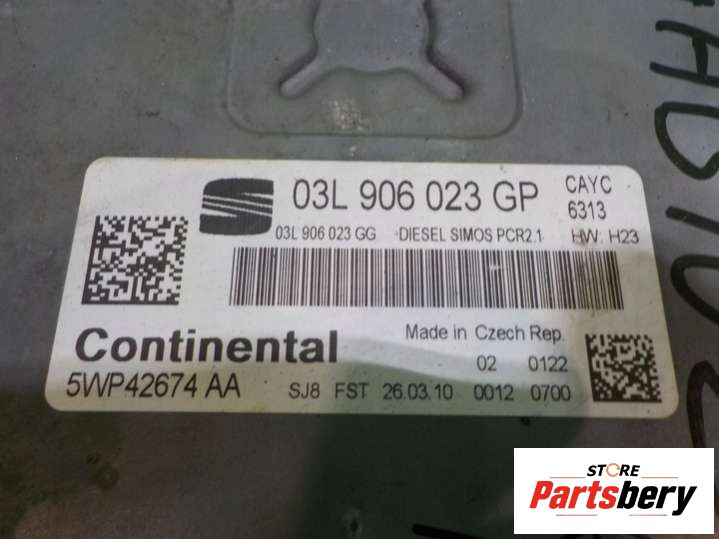 03L 906 023 GP
CAYC
6313
03L 906 023 GG DIESEL SIMOS PCR2.1 HW: H23
Continental
Made in Czech Rep.
02 0122
5WP42674 AA SJ8 FST 26.03.10 0012 0700
STORE
Partsbery